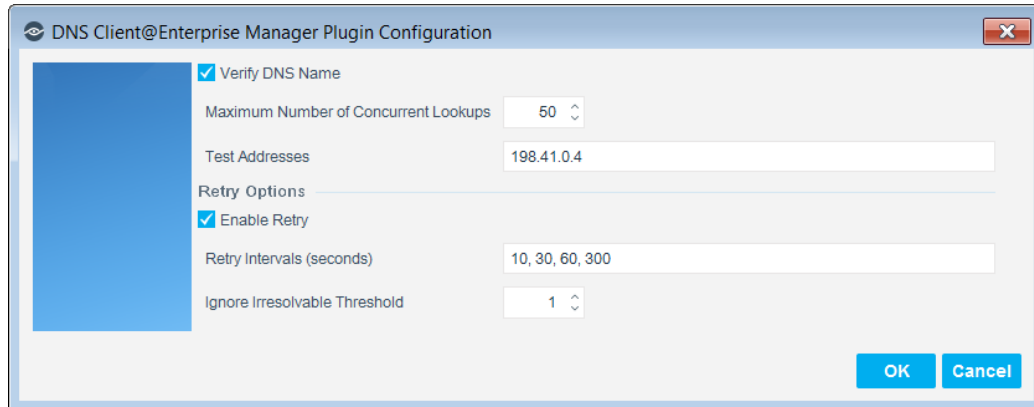 DNS Client@Enterprise Manager Plugin Configuration
Verify DNS Name
Maximum Number of Concurrent Lookups 50
Test Addresses 198.41.0.4
Retry Options
Enable Retry
Retry Intervals (seconds) 10, 30, 60, 300
Ignore Irresolvable Threshold 1
OK Cancel